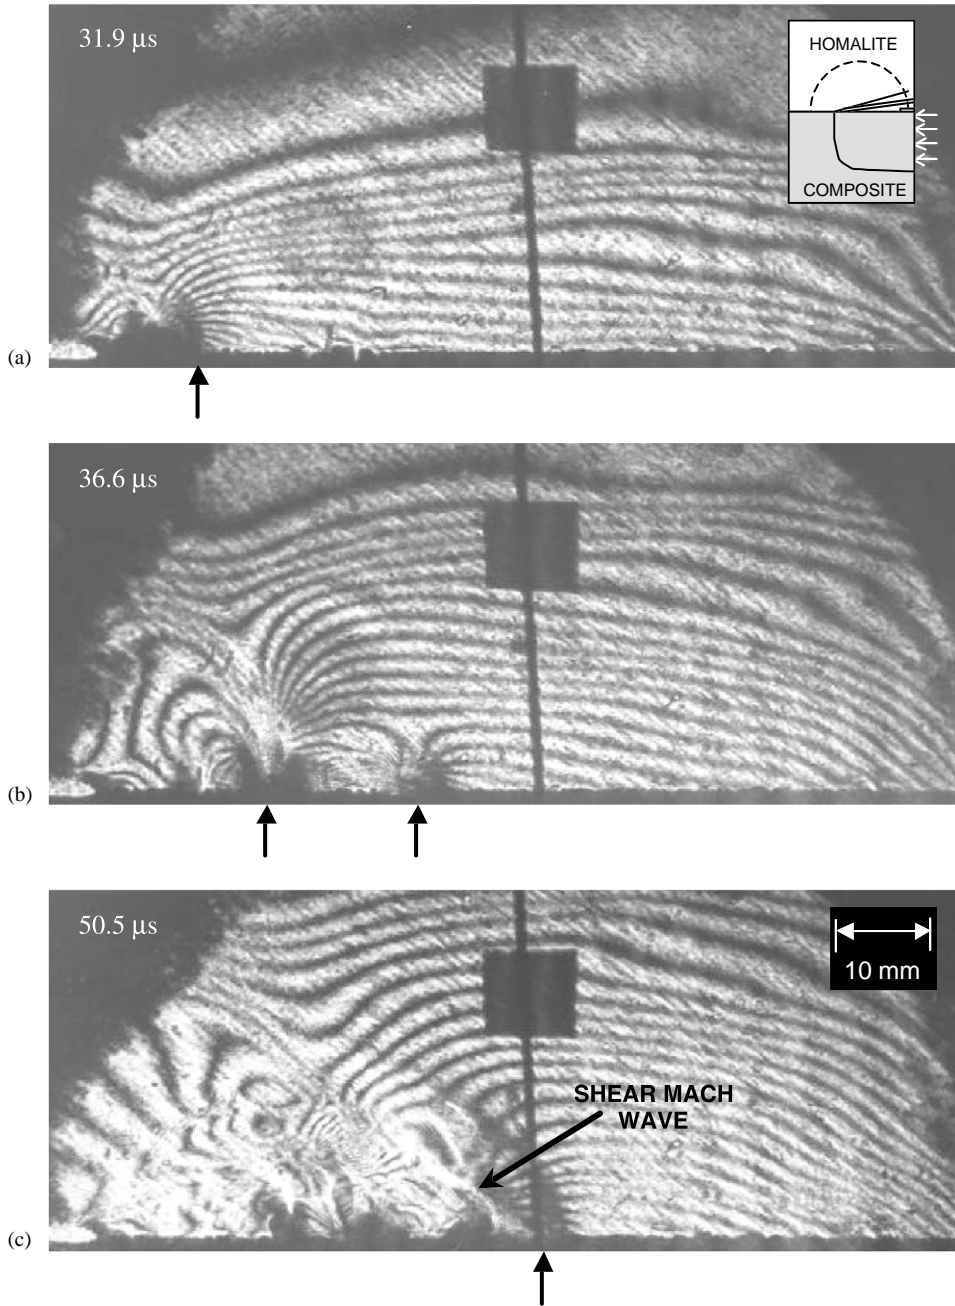 31.9 μs
HOMALITE
COMPOSITE
(a)
36.6 μs
(b)
50.5 μs
10 mm
SHEAR MACH
WAVE
(c)